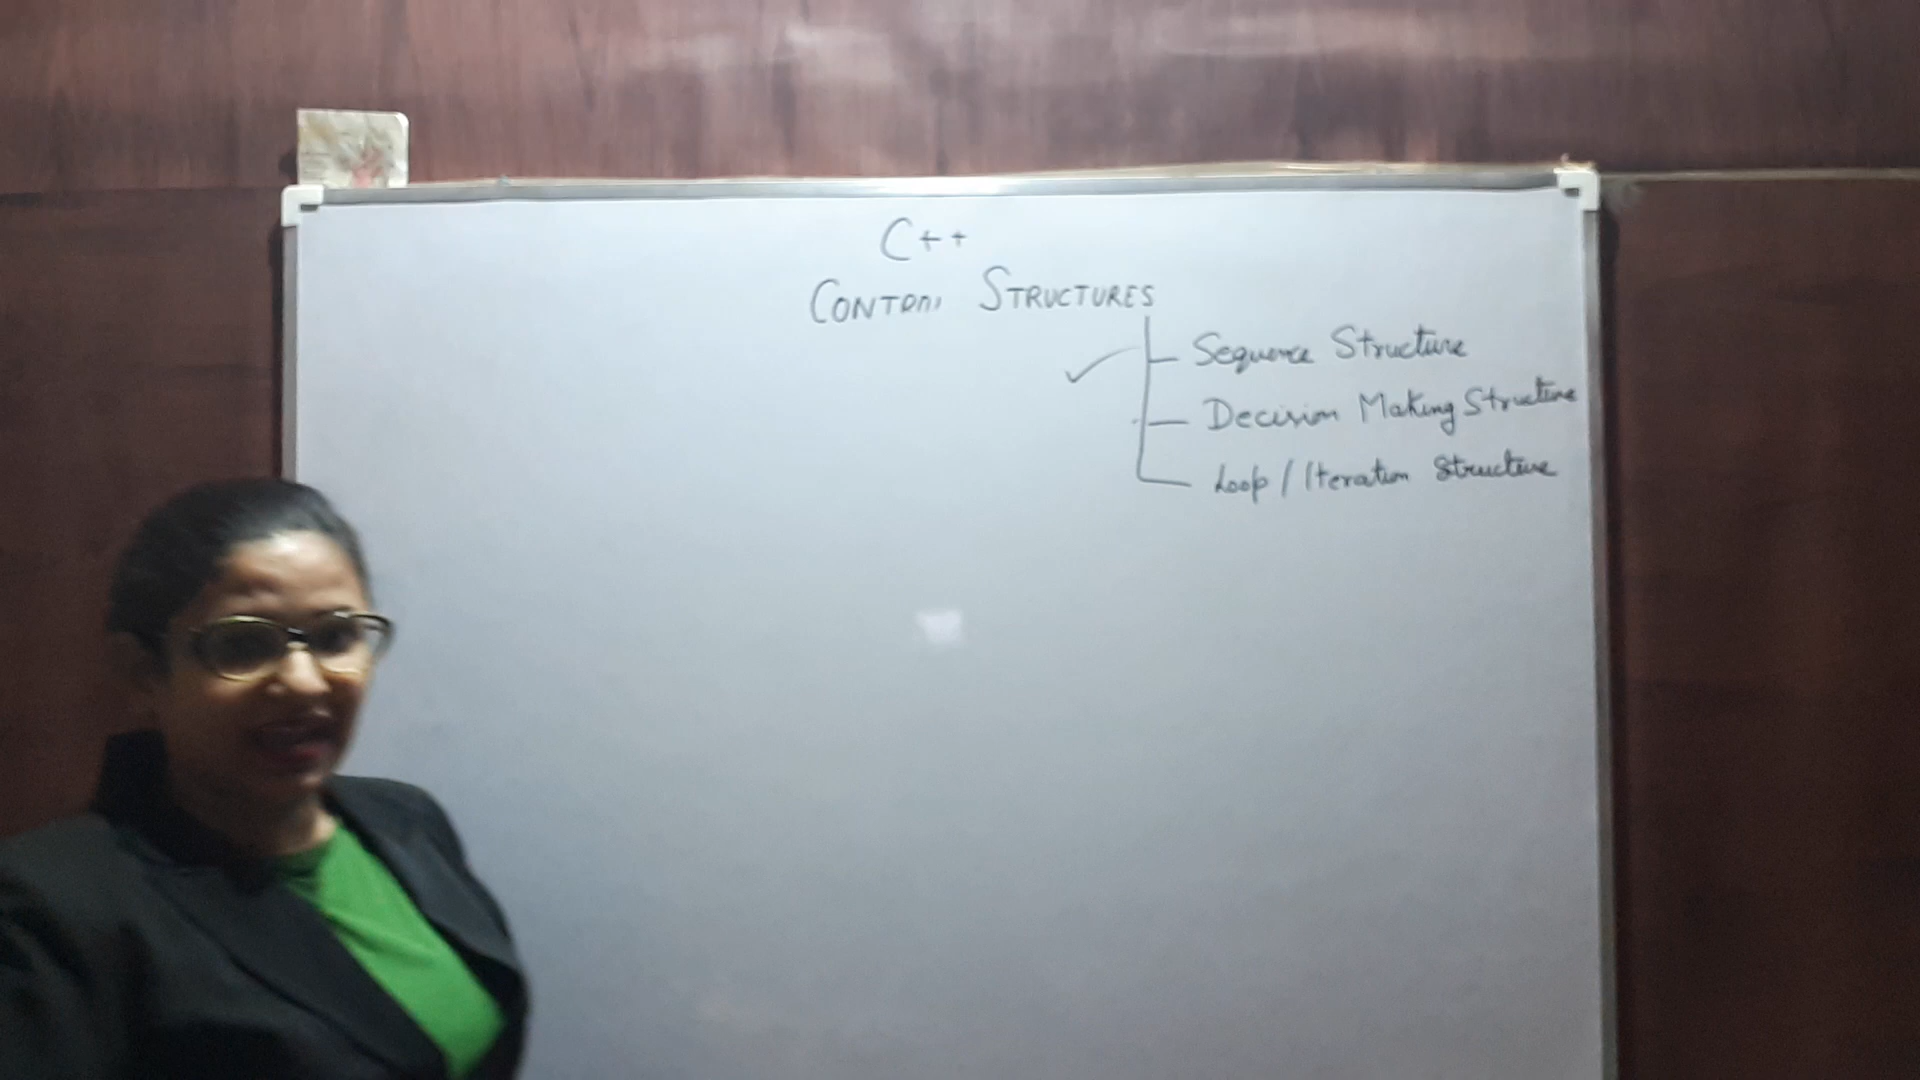 C++
CONTROL STRUCTURES
Sequence Structure
Decision Making Structure
Loop / Iteration Structure